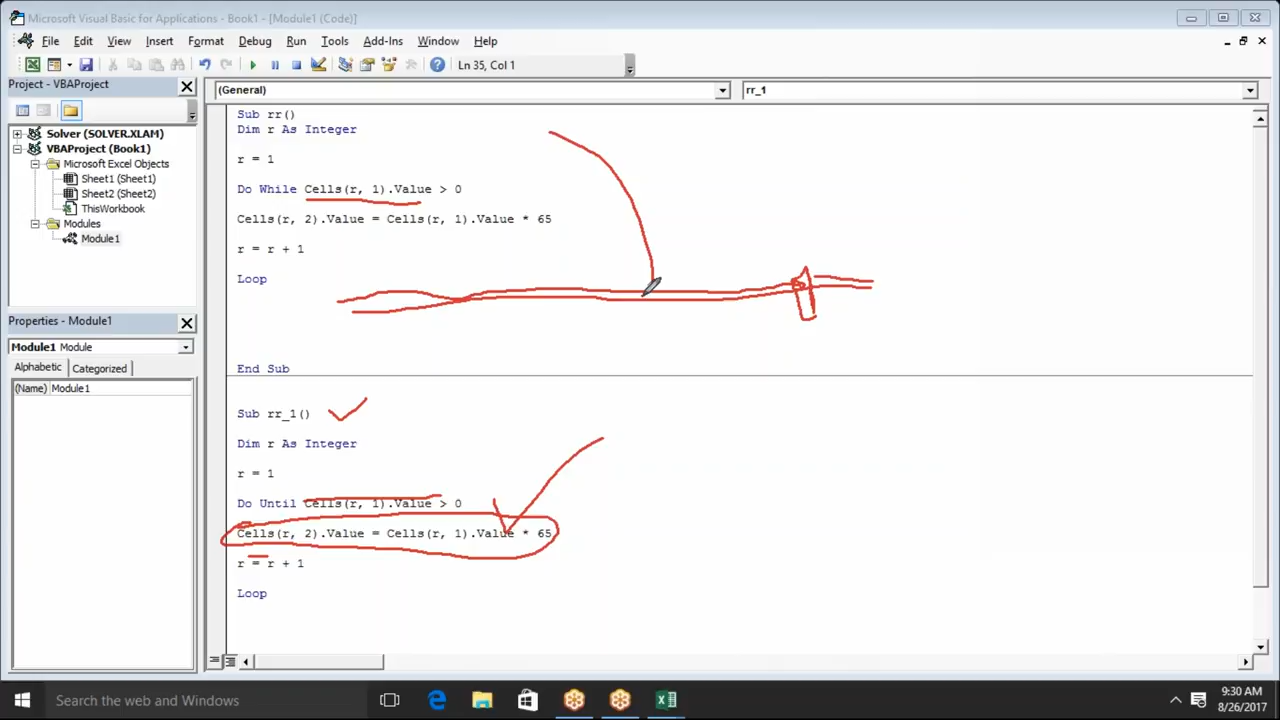 Microsoft Visual Basic for Applications - Book1 - [Module1 (Code)]
File Edit View Insert Format Debug Run Tools Add-Ins Window Help
Ln 35, Col 1
Project - VBAProject
Solver (SOLVER.XLAM)
VBAProject (Book1)
Microsoft Excel Objects
Sheet1 (Sheet1)
Sheet2 (Sheet2)
ThisWorkbook
Modules
Module1
Properties - Module1
Module1 Module
Alphabetic Categorized
(Name) Module1
(General) rr_1
Sub rr()
Dim r As Integer
r = 1
Do While Cells(r, 1).Value > 0
Cells(r, 2).Value = Cells(r, 1).Value * 65
r = r + 1
Loop
End Sub
Sub rr_1()
Dim r As Integer
r = 1
Do Until Cells(r, 1).Value > 0
Cells(r, 2).Value = Cells(r, 1).Value * 65
r = r + 1
Loop
Search the web and Windows
9:30 AM
8/26/2017